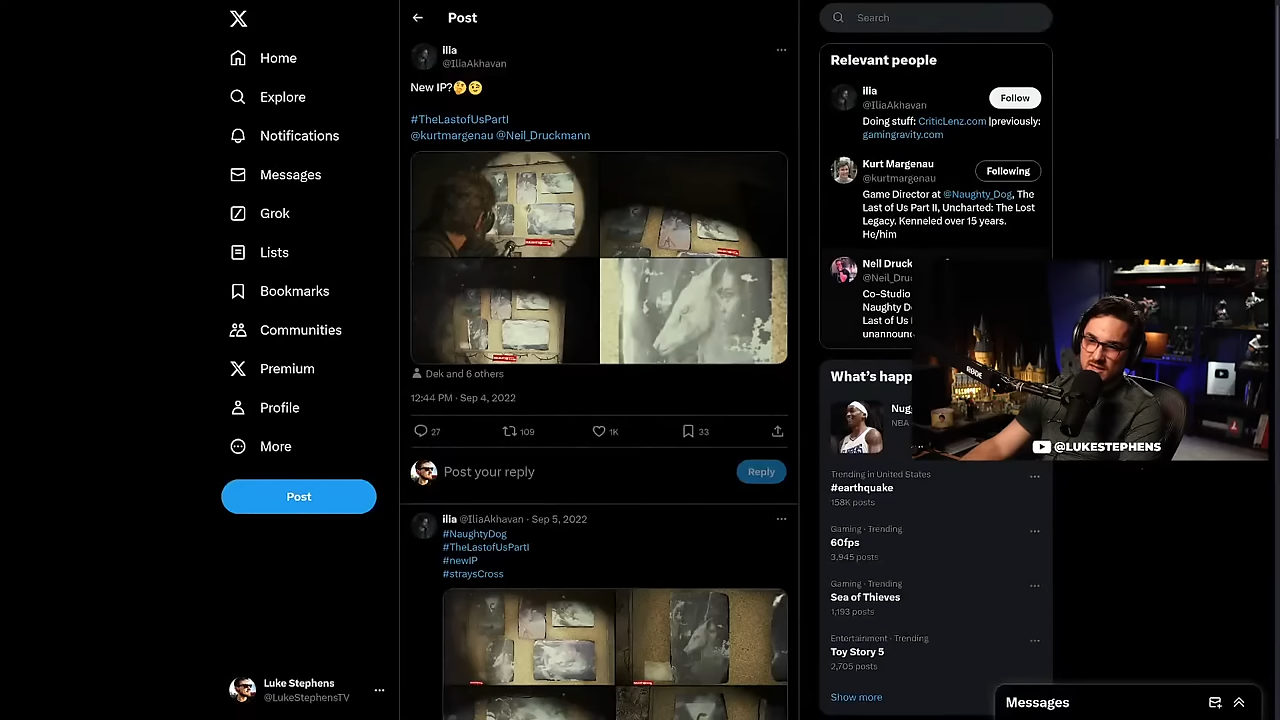 Home
Explore
Notifications
Messages
Grok
Lists
Bookmarks
Communities
Premium
Profile
More
Post
Luke Stephens
@LukeStephensTV
Post
ilia
@IliaAkhavan
New IP?🤔😉
#TheLastofUsPartI
@kurtmargenau @Neil_Druckmann
Dek and 6 others
12:44 PM · Sep 4, 2022
27
109
1K
33
Post your reply
Reply
ilia @IliaAkhavan · Sep 5, 2022
#NaughtyDog
#TheLastofUsPartI
#newIP
#straysCross
Search
Relevant people
ilia
@IliaAkhavan
Follow
Doing stuff: CriticLenz.com |previously:
gamingravity.com
Kurt Margenau
@kurtmargenau
Following
Game Director at @Naughty_Dog, The
Last of Us Part II, Uncharted: The Lost
Legacy. Kenneled over 15 years.
He/him
Neil Druck
@Neil_Druc
Co-Studio
Naughty D
Last of Us
unannoun
RØDE
@LUKESTEPHENS
What's happ
Nugg
NBA
Trending in United States
#earthquake
158K posts
Gaming · Trending
60fps
3,945 posts
Gaming · Trending
Sea of Thieves
1,193 posts
Entertainment · Trending
Toy Story 5
2,705 posts
Show more
Messages